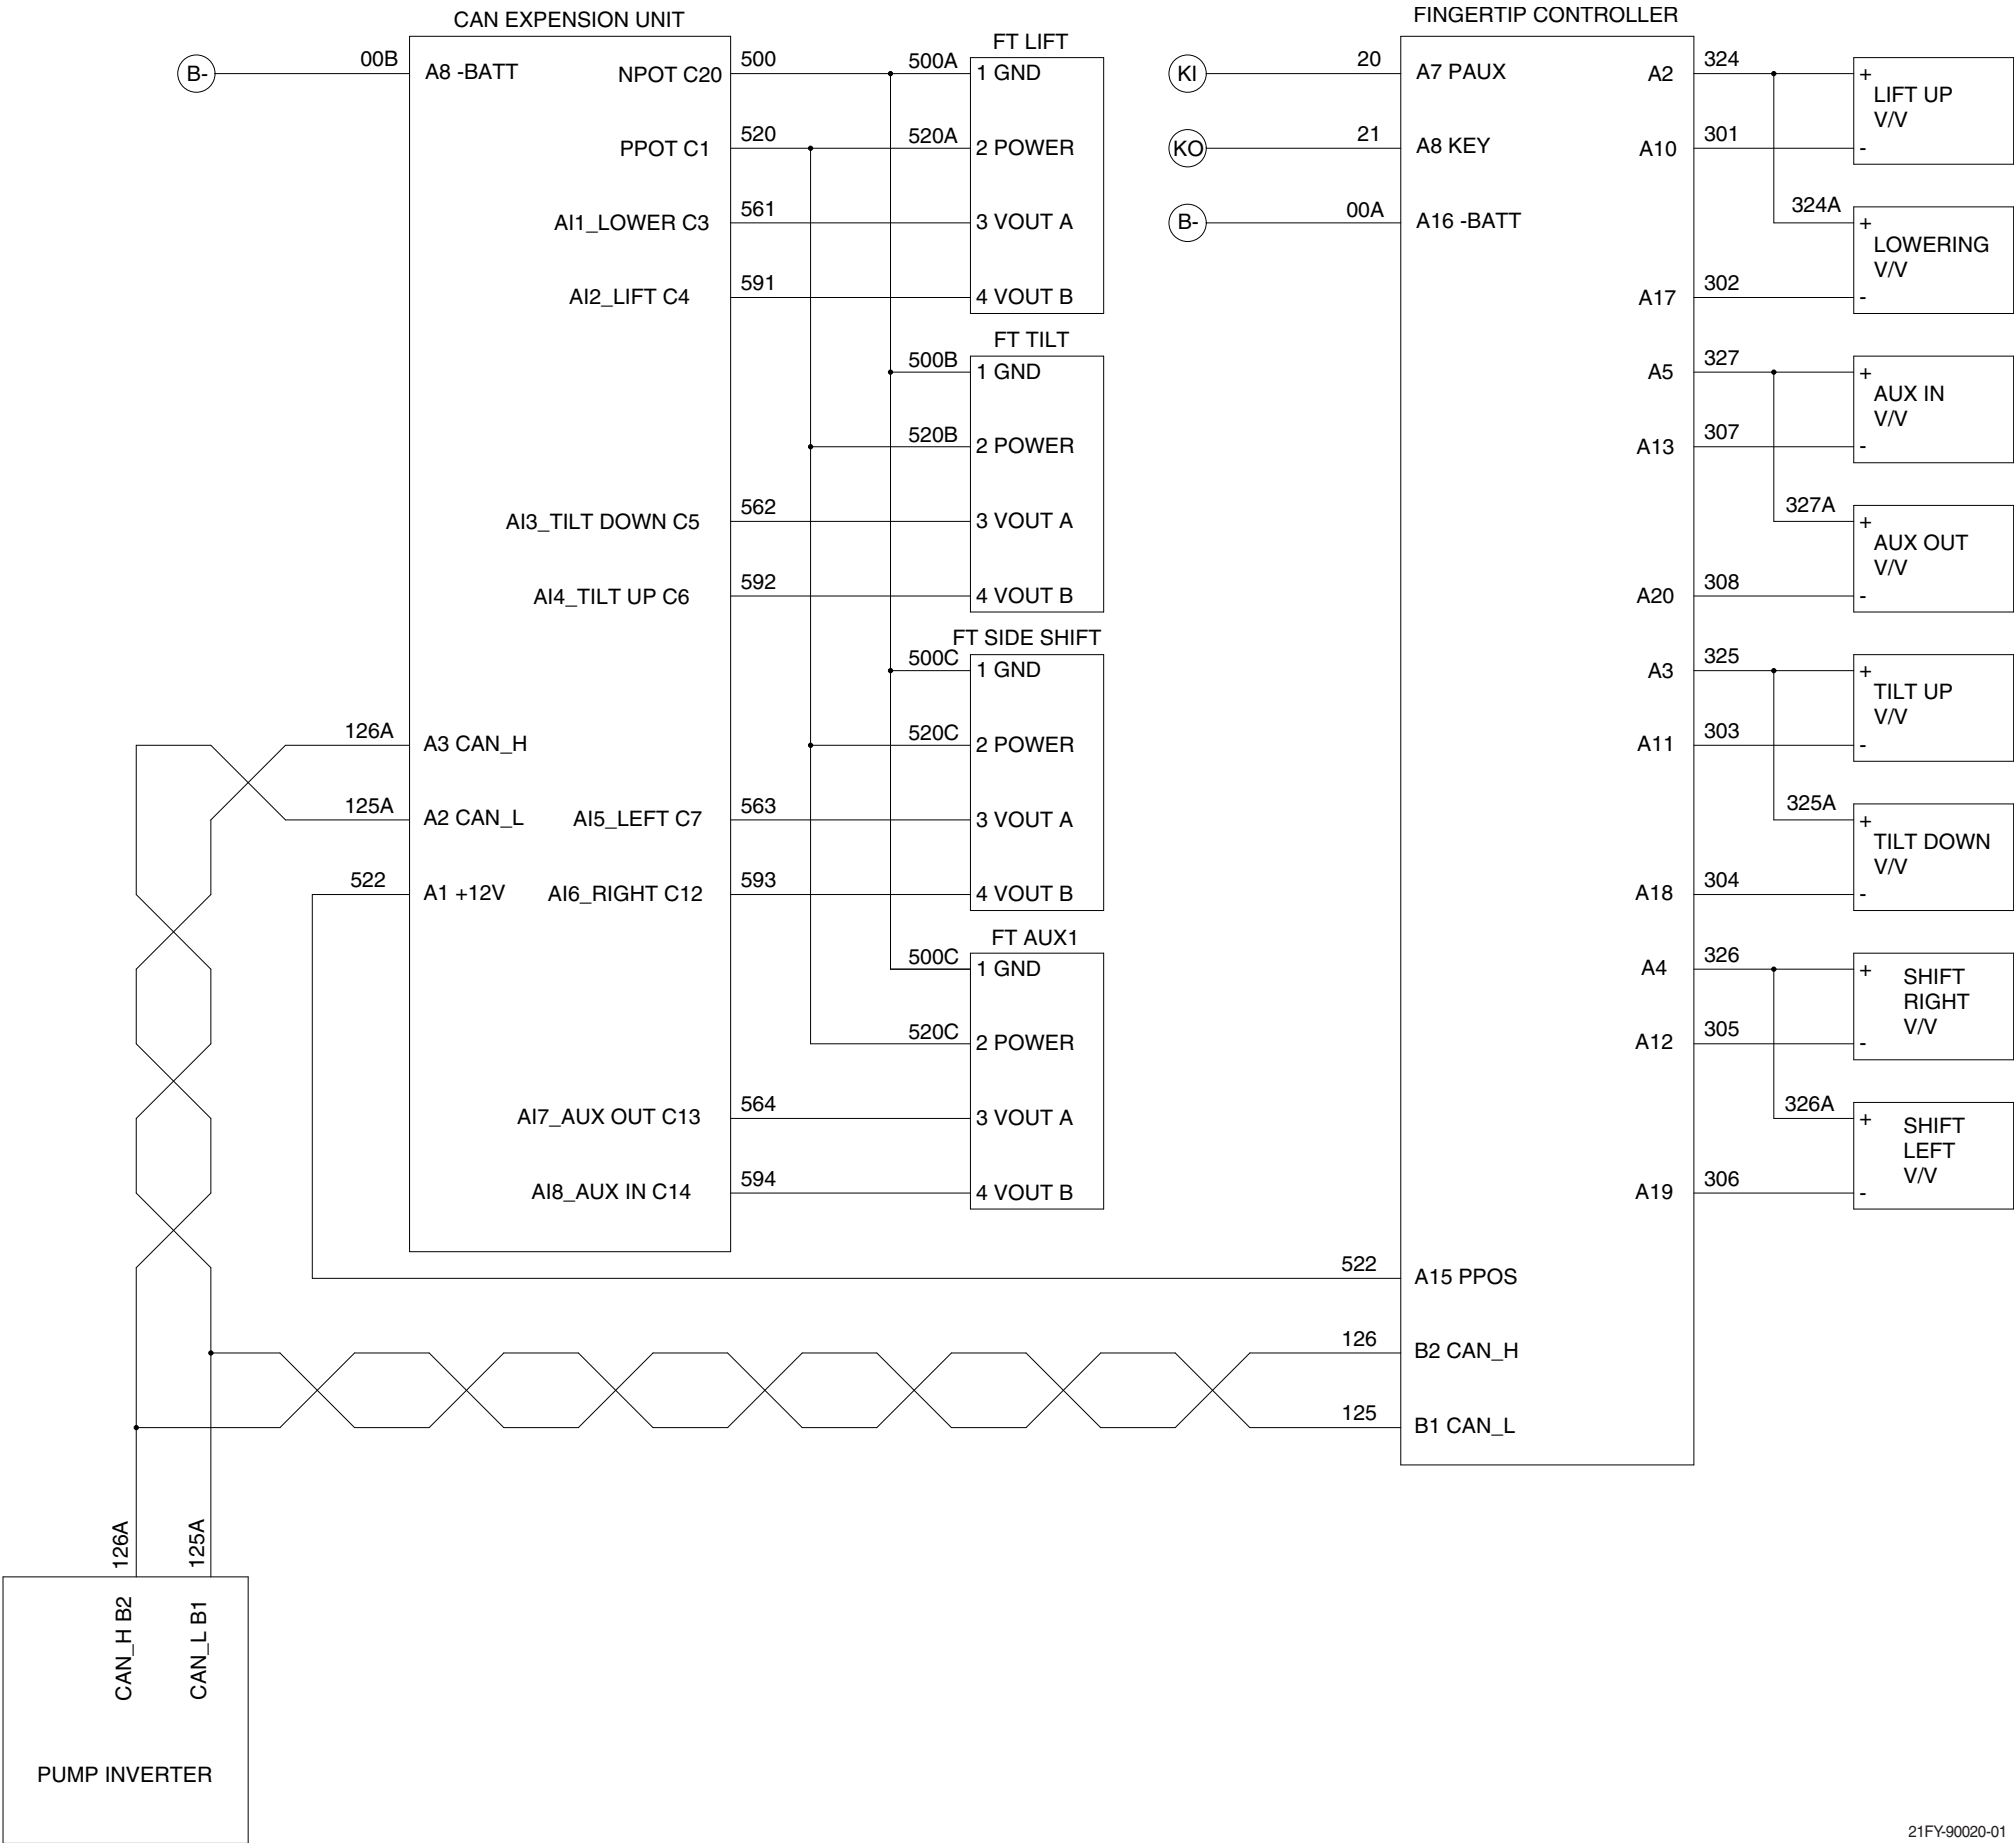 CAN EXPENSION UNIT
B-
00B
A8 -BATT
NPOT C20
500
PPOT C1
520
AI1_LOWER C3
561
AI2_LIFT C4
591
AI3_TILT DOWN C5
562
AI4_TILT UP C6
592
126A
A3 CAN_H
125A
A2 CAN_L
AI5_LEFT C7
563
522
A1 +12V
AI6_RIGHT C12
593
AI7_AUX OUT C13
564
AI8_AUX IN C14
594
FT LIFT
500A
1 GND
520A
2 POWER
3 VOUT A
4 VOUT B
FT TILT
500B
1 GND
520B
2 POWER
3 VOUT A
4 VOUT B
FT SIDE SHIFT
500C
1 GND
520C
2 POWER
3 VOUT A
4 VOUT B
FT AUX1
500C
1 GND
520C
2 POWER
3 VOUT A
4 VOUT B
FINGERTIP CONTROLLER
KI
20
A7 PAUX
KO
21
A8 KEY
B-
00A
A16 -BATT
A2
324
A10
301
A17
302
A5
327
A13
307
A20
308
A3
325
A11
303
A18
304
A4
326
A12
305
A19
306
522
A15 PPOS
126
B2 CAN_H
125
B1 CAN_L
+
LIFT UP
V/V
-
324A
+
LOWERING
V/V
-
+
AUX IN
V/V
-
327A
+
AUX OUT
V/V
-
+
TILT UP
V/V
-
325A
+
TILT DOWN
V/V
-
+
SHIFT
RIGHT
V/V
-
326A
+
SHIFT
LEFT
V/V
-
126A
125A
CAN_H B2
CAN_L B1
PUMP INVERTER
21FY-90020-01